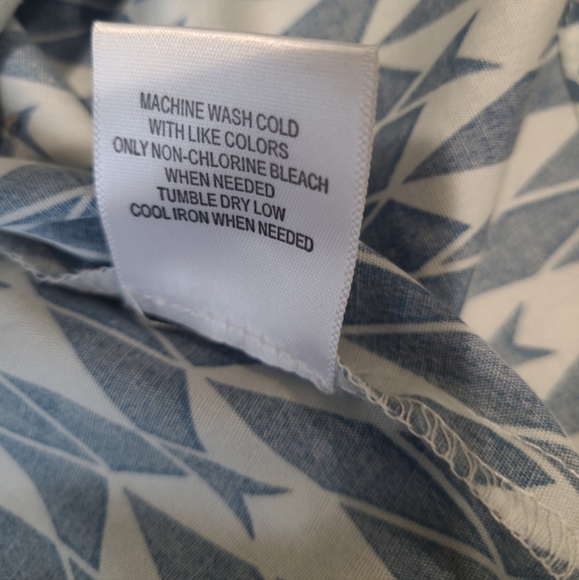 MACHINE WASH COLD
WITH LIKE COLORS
ONLY NON-CHLORINE BLEACH
WHEN NEEDED
TUMBLE DRY LOW
COOL IRON WHEN NEEDED